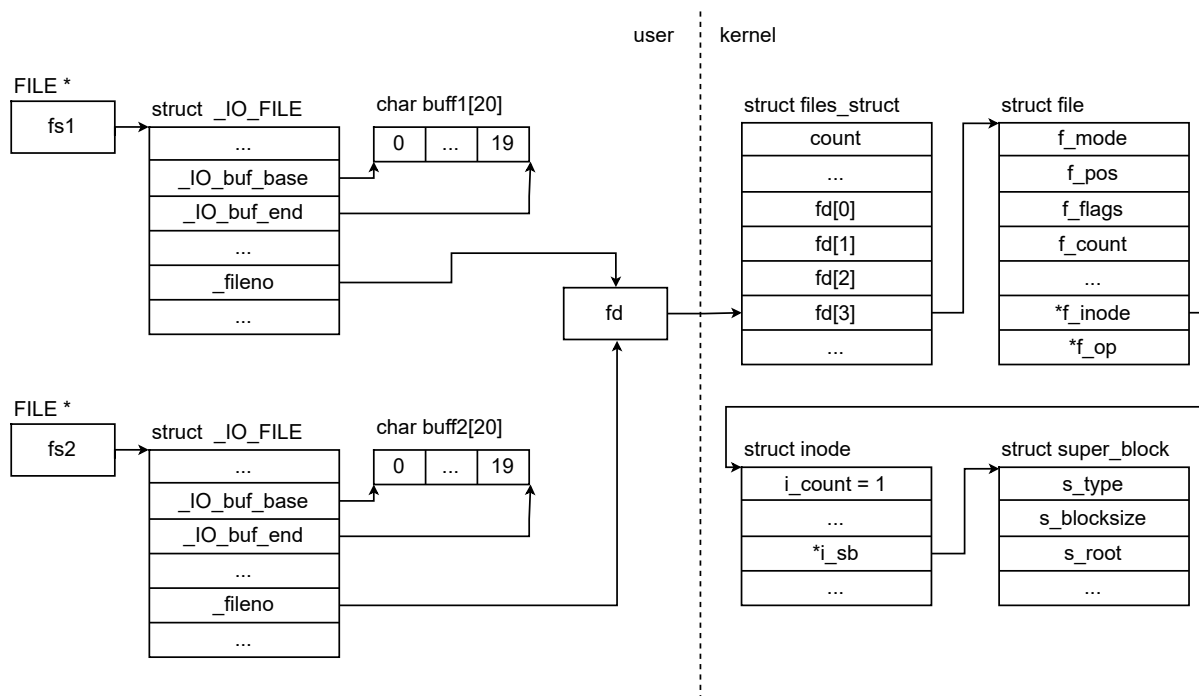 user
kernel
FILE *
fs1
struct _IO_FILE
...
_IO_buf_base
_IO_buf_end
...
_fileno
...
char buff1[20]
0 ... 19
fd
struct files_struct
count
...
fd[0]
fd[1]
fd[2]
fd[3]
...
struct file
f_mode
f_pos
f_flags
f_count
...
*f_inode
*f_op
FILE *
fs2
struct _IO_FILE
...
_IO_buf_base
_IO_buf_end
...
_fileno
...
char buff2[20]
0 ... 19
struct inode
i_count = 1
...
*i_sb
...
struct super_block
s_type
s_blocksize
s_root
...